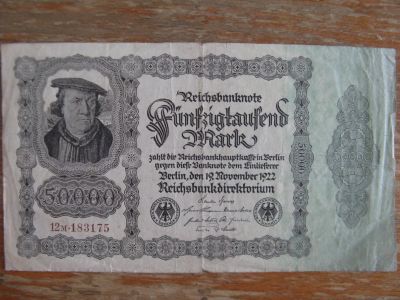 Reichsbanknote
Fünfzigtausend
Mark
zahlt die Reichsbankhauptkasse in Berlin
gegen diese Banknote dem Einlieferer
Berlin, den 19. November 1922
Reichsbankdirektorium
50000
12M·183175
50000